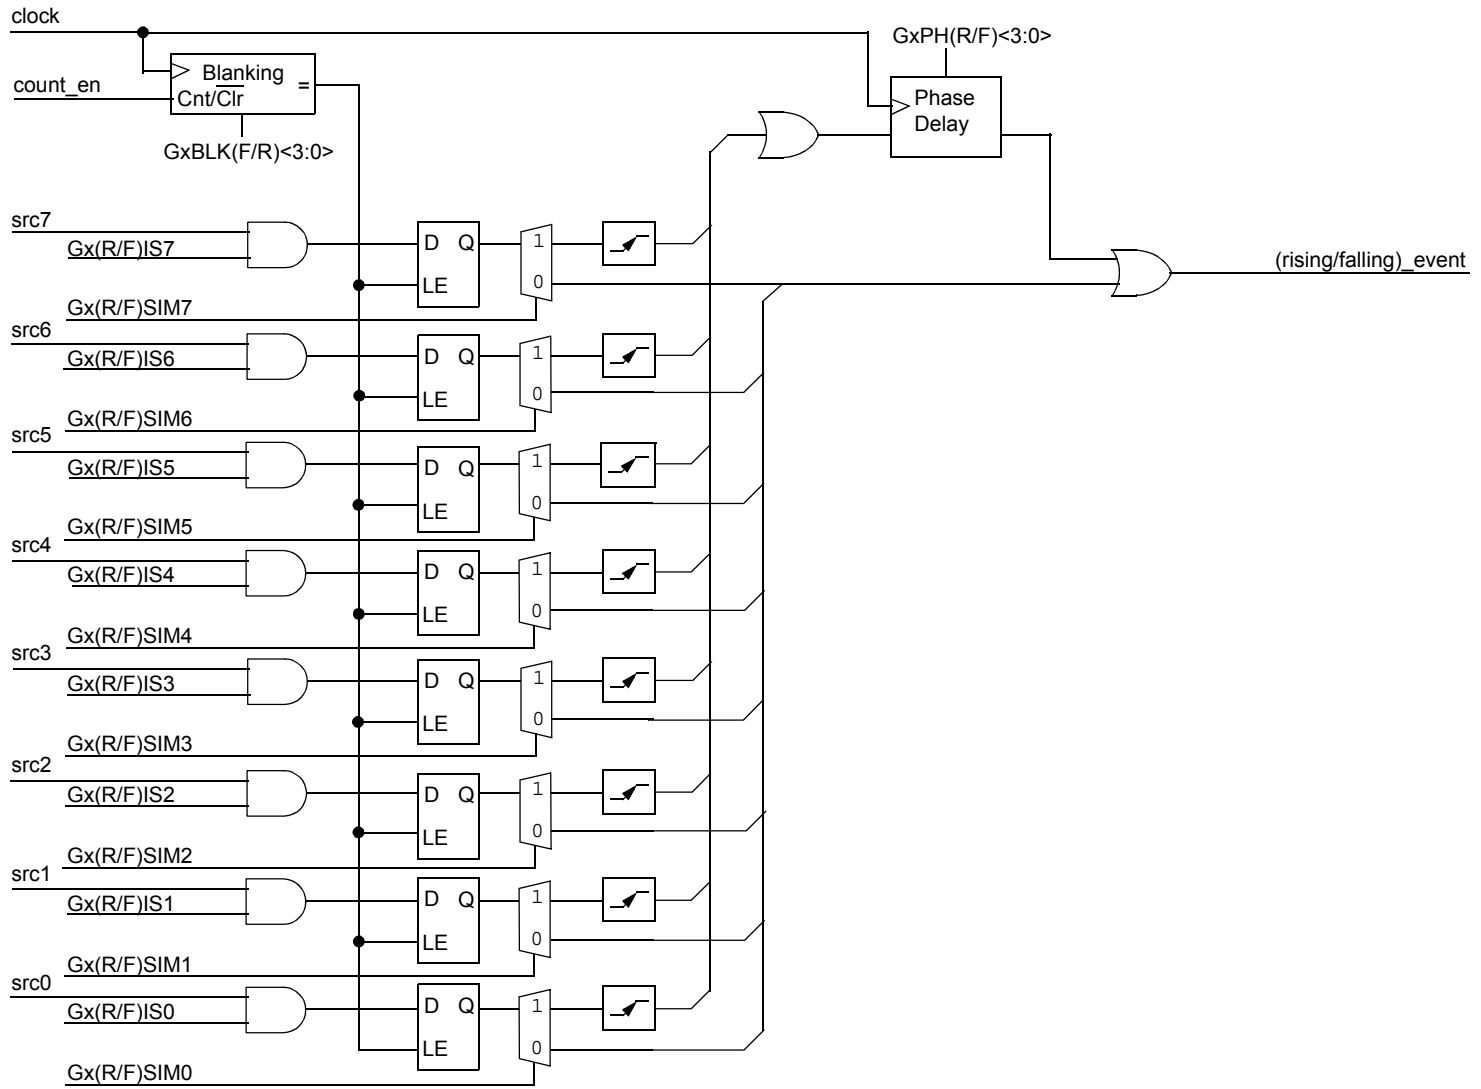 clock
GxPH(R/F)<3:0>
Blanking
=
count_en
Cnt/Clr
Phase
Delay
GxBLK(F/R)<3:0>
src7
Gx(R/F)IS7
D Q
1
LE
0
(rising/falling)_event
Gx(R/F)SIM7
src6
Gx(R/F)IS6
D Q
1
LE
0
Gx(R/F)SIM6
src5
Gx(R/F)IS5
D Q
1
LE
0
Gx(R/F)SIM5
src4
Gx(R/F)IS4
D Q
1
LE
0
Gx(R/F)SIM4
src3
Gx(R/F)IS3
D Q
1
LE
0
Gx(R/F)SIM3
src2
Gx(R/F)IS2
D Q
1
LE
0
Gx(R/F)SIM2
src1
Gx(R/F)IS1
D Q
1
LE
0
Gx(R/F)SIM1
src0
Gx(R/F)IS0
D Q
1
LE
0
Gx(R/F)SIM0